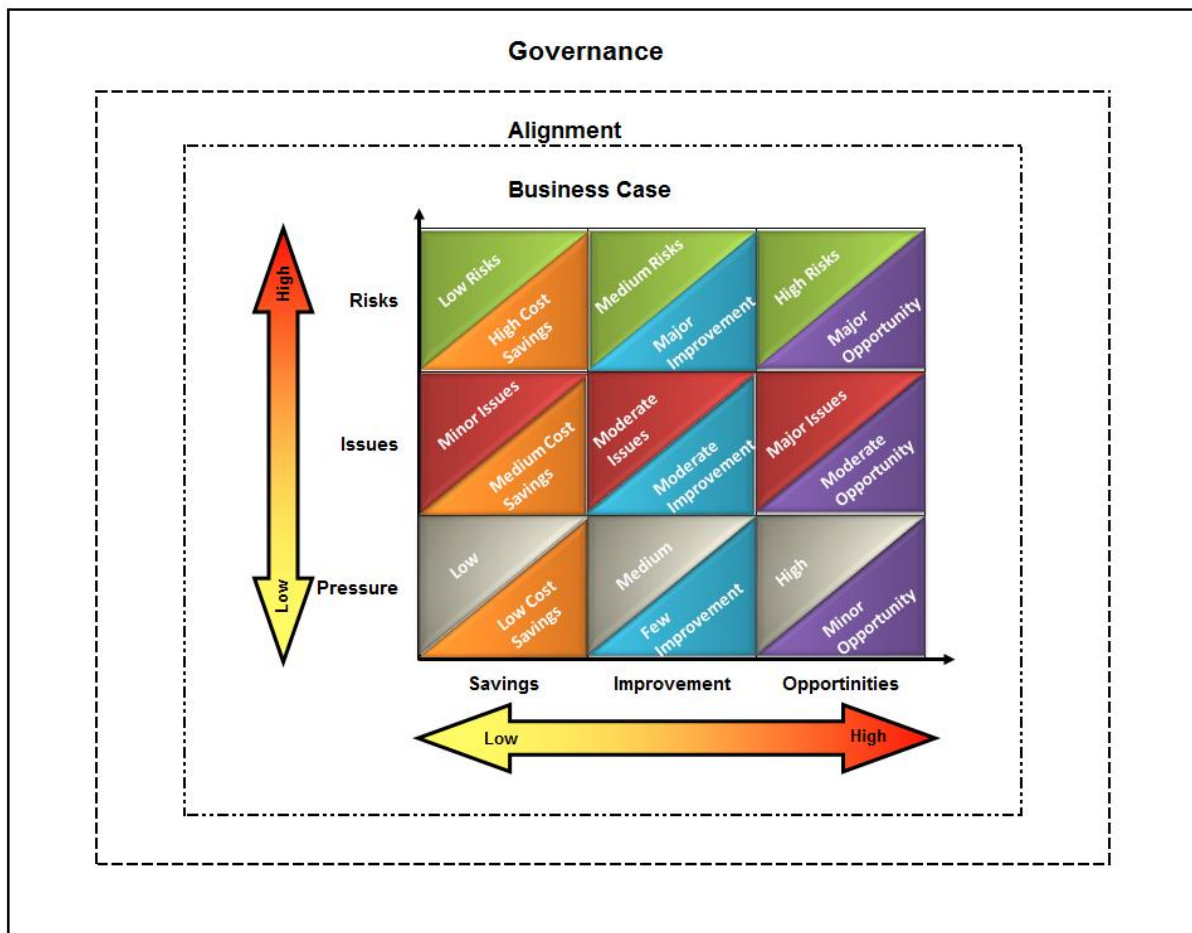 Governance
Alignment
Business Case
High
Low
Risks
Low Risks
High Cost
Savings
Medium Risks
Major
Improvement
High Risks
Major
Opportunity
Issues
Minor Issues
Medium Cost
Savings
Moderate
Issues
Moderate
Improvement
Major Issues
Moderate
Opportunity
Pressure
Low
Low Cost
Savings
Medium
Few
Improvement
High
Minor
Opportunity
Savings
Improvement
Opportinities
Low
High